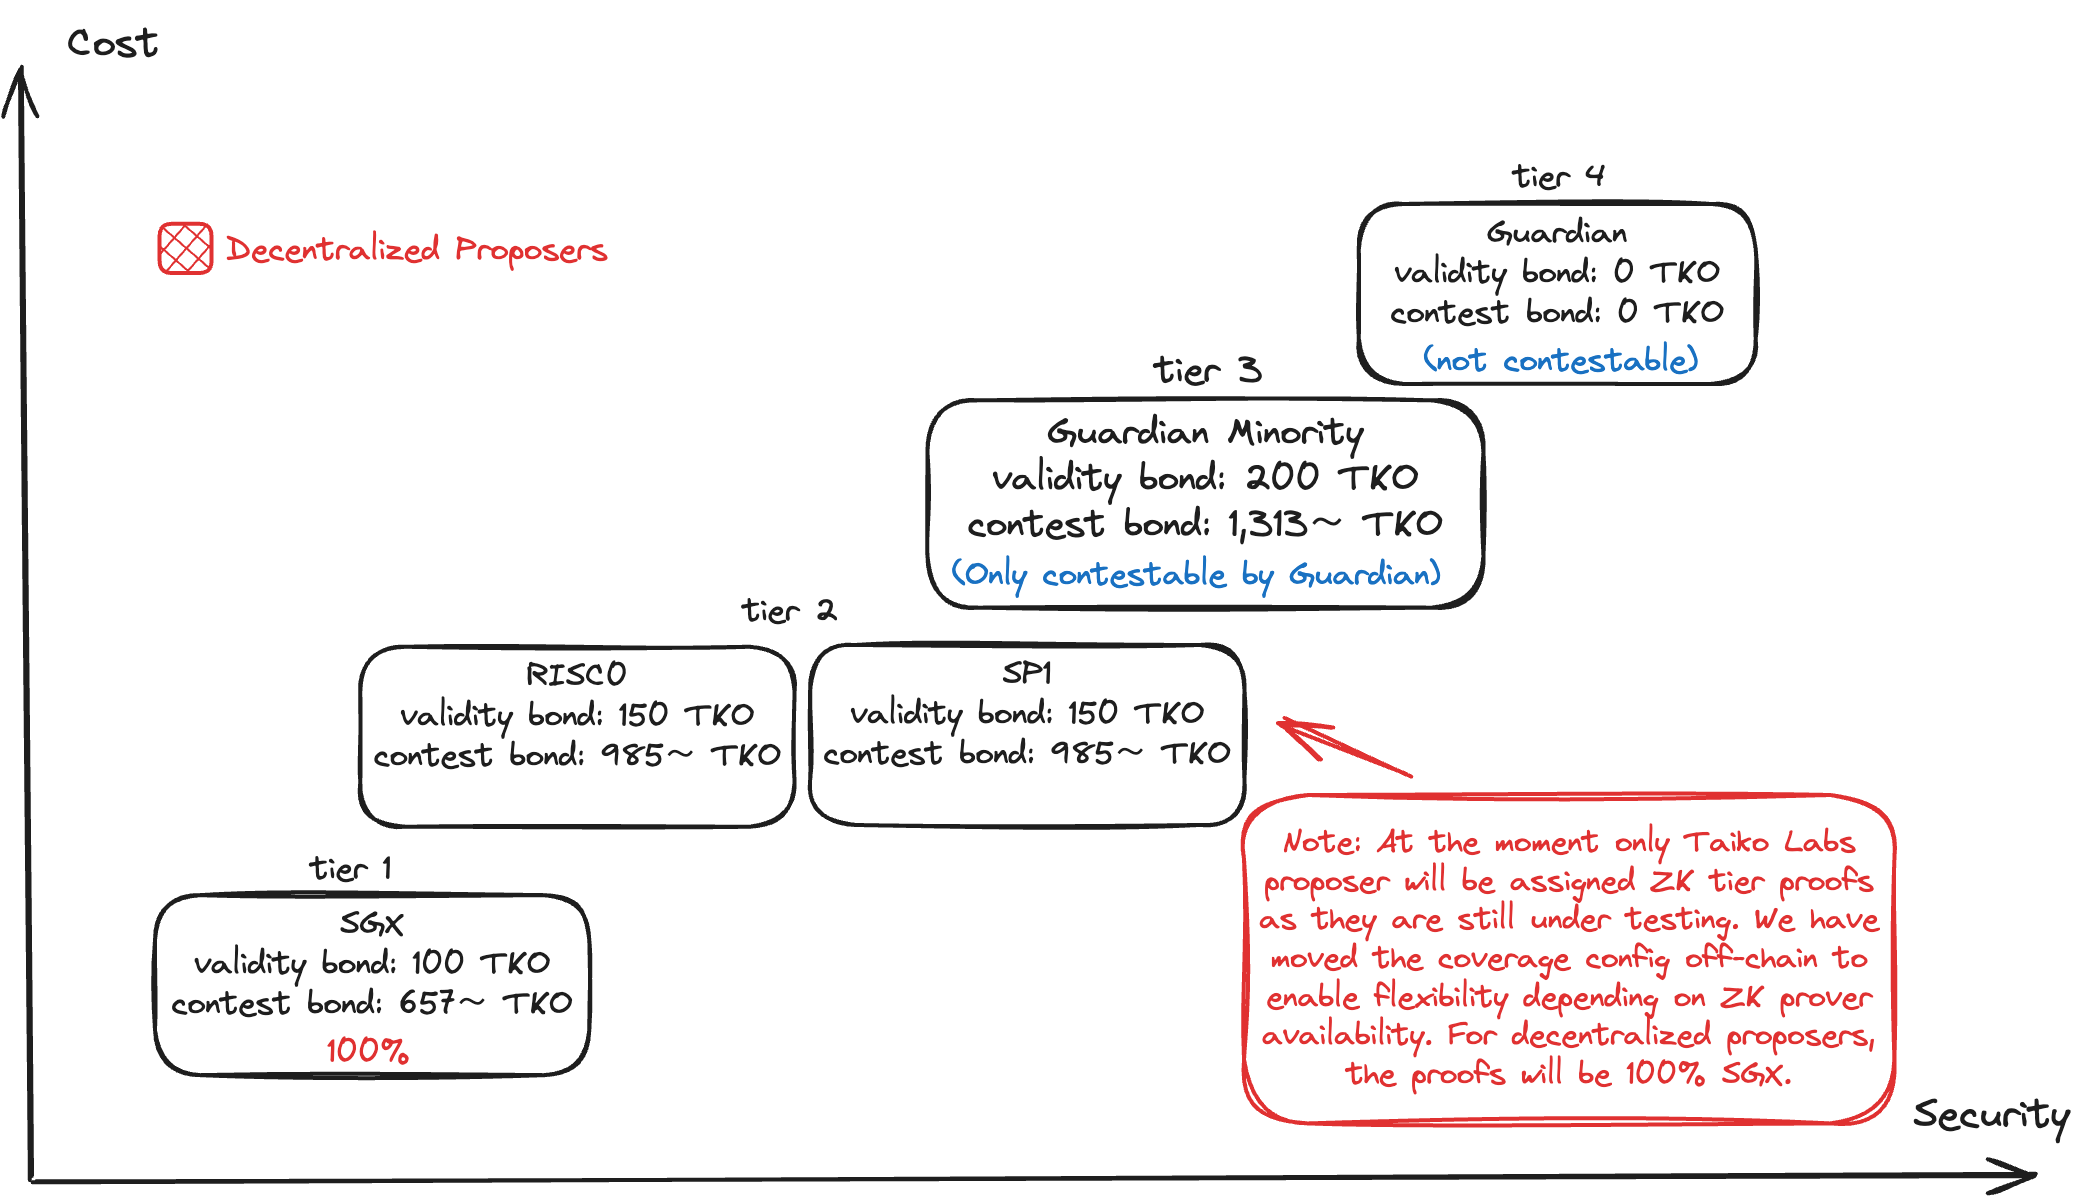 Cost
tier 4
Guardian
validity bond: 0 TKO
contest bond: 0 TKO
(not contestable)
Decentralized Proposers
tier 3
Guardian Minority
validity bond: 200 TKO
contest bond: 1,313~ TKO
(Only contestable by Guardian)
tier 2
RISC0
validity bond: 150 TKO
contest bond: 985~ TKO
SP1
validity bond: 150 TKO
contest bond: 985~ TKO
tier 1
SGX
validity bond: 100 TKO
contest bond: 657~ TKO
100%
Note: At the moment only Taiko Labs
proposer will be assigned ZK tier proofs
as they are still under testing. We have
moved the coverage config off-chain to
enable flexibility depending on ZK prover
availability. For decentralized proposers,
the proofs will be 100% SGX.
Security